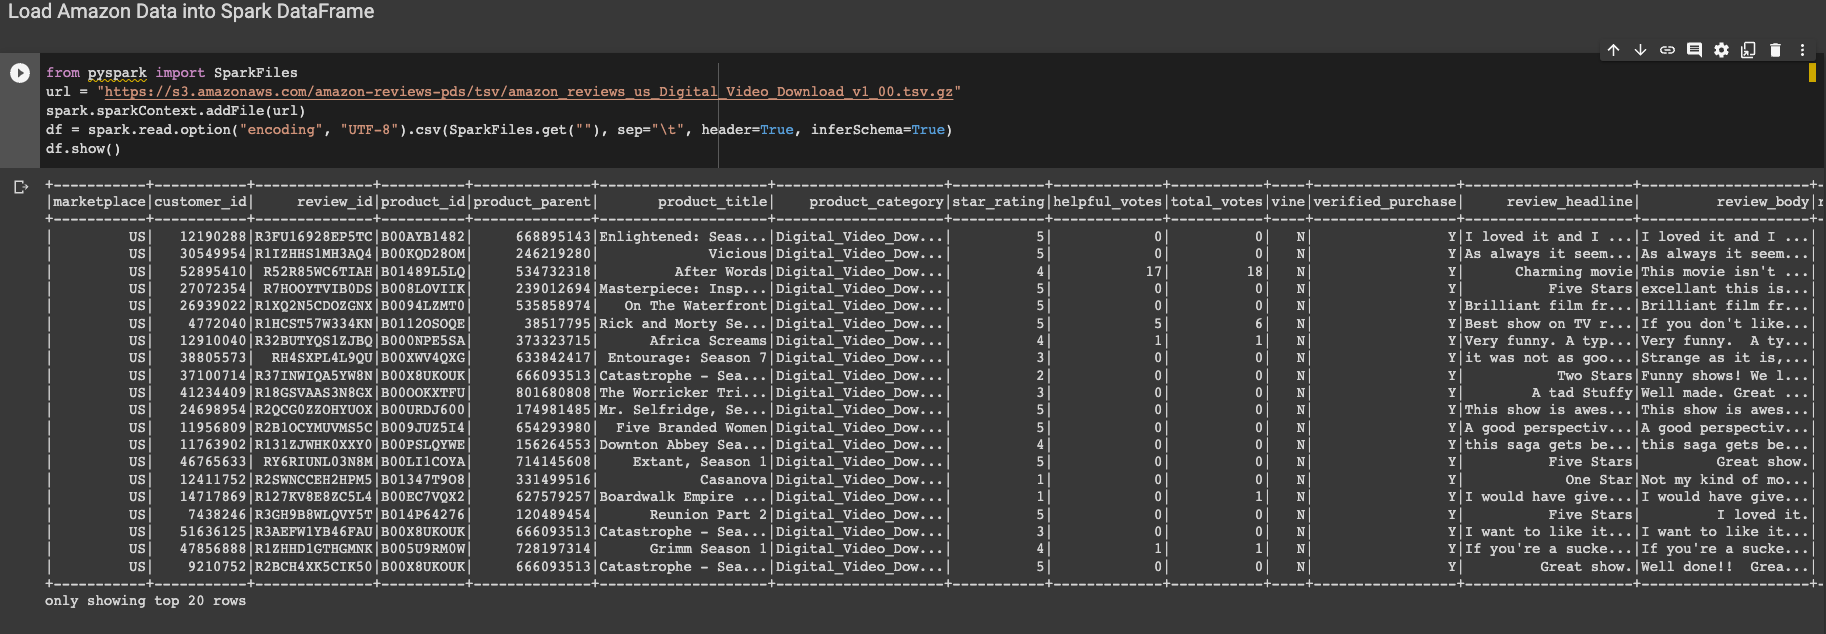 Load Amazon Data into Spark DataFrame
from pyspark import SparkFiles
url = "https://s3.amazonaws.com/amazon-reviews-pds/tsv/amazon_reviews_us_Digital_Video_Download_v1_00.tsv.gz"
spark.sparkContext.addFile(url)
df = spark.read.option("encoding", "UTF-8").csv(SparkFiles.get(""), sep="\t", header=True, inferSchema=True)
df.show()
+-----------+-----------+--------------+----------+--------------+--------------------+--------------------+-----------+-------------+-----------+----+-----------------+--------------------+--------------------+-
|marketplace|customer_id|     review_id|product_id|product_parent|       product_title|    product_category|star_rating|helpful_votes|total_votes|vine|verified_purchase|     review_headline|         review_body|r
+-----------+-----------+--------------+----------+--------------+--------------------+--------------------+-----------+-------------+-----------+----+-----------------+--------------------+--------------------+-
|         US|   12190288|R3FU16928EP5TC|B00AYB1482|     668895143|Enlightened: Seas...|Digital_Video_Dow...|          5|            0|          0|   N|                Y|I loved it and I ...|I loved it and I ...|
|         US|   30549954|R1IZHHS1MH3AQ4|B00KQD28OM|     246219280|             Vicious|Digital_Video_Dow...|          5|            0|          0|   N|                Y|As always it seem...|As always it seem...|
|         US|   52895410| R52R85WC6TIAH|B01489L5LQ|     534732318|         After Words|Digital_Video_Dow...|          4|           17|         18|   N|                Y|      Charming movie|This movie isn't ...|
|         US|   27072354| R7HOOYTVIB0DS|B008LOVIIK|     239012694|Masterpiece: Insp...|Digital_Video_Dow...|          5|            0|          0|   N|                Y|          Five Stars|excellant this is...|
|         US|   26939022|R1XQ2N5CDOZGNX|B0094LZMT0|     535858974|   On The Waterfront|Digital_Video_Dow...|          5|            0|          0|   N|                Y|Brilliant film fr...|Brilliant film fr...|
|         US|    4772040|R1HCST57W334KN|B0112OSOQE|      38517795|Rick and Morty Se...|Digital_Video_Dow...|          5|            5|          6|   N|                Y|Best show on TV r...|If you don't like...|
|         US|   12910040|R32BUTYQS1ZJBQ|B000NPE5SA|     373323715|      Africa Screams|Digital_Video_Dow...|          4|            1|          1|   N|                Y|Very funny. A typ...|Very funny.  A ty...|
|         US|   38805573| RH4SXPL4L9QU|B00XWV4QXG|     633842417| Entourage: Season 7|Digital_Video_Dow...|          3|            0|          0|   N|                Y|it was not as goo...|Strange as it is,...|
|         US|   37100714|R37INWIQA5YW8N|B00X8UKOUK|     666093513|Catastrophe - Sea...|Digital_Video_Dow...|          2|            0|          0|   N|                Y|           Two Stars|Funny shows! We l...|
|         US|   41234409|R18GSVAAS3N8GX|B00OOKXTFU|     801680808|The Worricker Tri...|Digital_Video_Dow...|          3|            0|          0|   N|                Y|        A tad Stuffy|Well made. Great ...|
|         US|   24698954|R2QCG0ZZOHYUOX|B00URDJ600|     174981485|Mr. Selfridge, Se...|Digital_Video_Dow...|          5|            0|          0|   N|                Y|This show is awes...|This show is awes...|
|         US|   11956809|R2B1OCYMUVMS5C|B009JUZ5I4|     654293980|  Five Branded Women|Digital_Video_Dow...|          5|            0|          0|   N|                Y|A good perspectiv...|A good perspectiv...|
|         US|   11763902|R131ZJWHK0XXY0|B00PSLQYWE|     156264553|Downton Abbey Sea...|Digital_Video_Dow...|          4|            0|          0|   N|                Y|this saga gets be...|this saga gets be...|
|         US|   46765633| RY6RIUNL03N8M|B00LI1COYA|     714145608|    Extant, Season 1|Digital_Video_Dow...|          5|            0|          0|   N|                Y|          Five Stars|         Great show.|
|         US|   12411752|R2SWNCCEH2HPM5|B01347T9O8|     331499516|            Casanova|Digital_Video_Dow...|          1|            0|          0|   N|                Y|            One Star|Not my kind of mo...|
|         US|   14717869|R127KV8E8ZC5L4|B00EC7VQX2|     627579257|Boardwalk Empire ...|Digital_Video_Dow...|          1|            0|          1|   N|                Y|I would have give...|I would have give...|
|         US|    7438246|R3GH9B8WLQVY5T|B014P64276|     120489454|      Reunion Part 2|Digital_Video_Dow...|          5|            0|          0|   N|                Y|          Five Stars|         I loved it.|
|         US|   51636125|R3AEFW1YB46FAU|B00X8UKOUK|     666093513|Catastrophe - Sea...|Digital_Video_Dow...|          3|            0|          0|   N|                Y|I want to like it...|I want to like it...|
|         US|   47856888|R1ZHHD1GTHGMNK|B005U9RM0W|     728197314|      Grimm Season 1|Digital_Video_Dow...|          4|            1|          1|   N|                Y|If you're a sucke...|If you're a sucke...|
|         US|    9210752|R2BCH4XK5CIK50|B00X8UKOUK|     666093513|Catastrophe - Sea...|Digital_Video_Dow...|          5|            0|          0|   N|                Y|         Great show.|Well done!!  Grea...|
+-----------+-----------+--------------+----------+--------------+--------------------+--------------------+-----------+-------------+-----------+----+-----------------+--------------------+--------------------+-
only showing top 20 rows